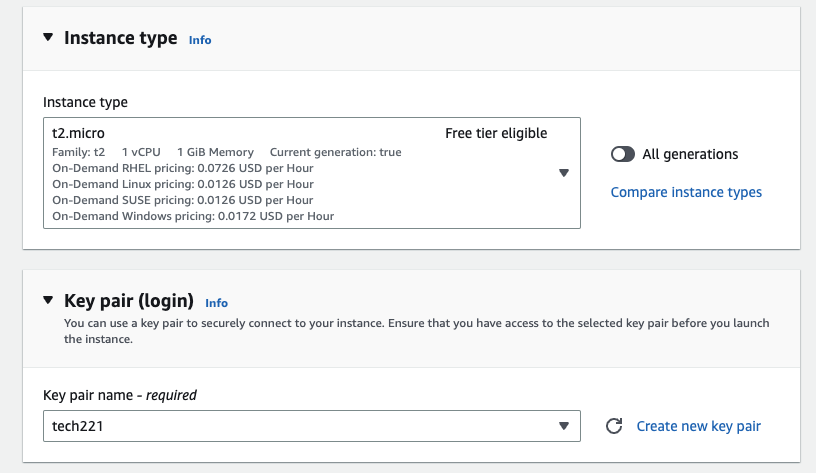 Instance type Info
Instance type
t2.micro Free tier eligible
Family: t2 1 vCPU 1 GiB Memory Current generation: true
On-Demand RHEL pricing: 0.0726 USD per Hour
On-Demand Linux pricing: 0.0126 USD per Hour
On-Demand SUSE pricing: 0.0126 USD per Hour
On-Demand Windows pricing: 0.0172 USD per Hour
All generations
Compare instance types
Key pair (login) Info
You can use a key pair to securely connect to your instance. Ensure that you have access to the selected key pair before you launch
the instance.
Key pair name - required
tech221
Create new key pair